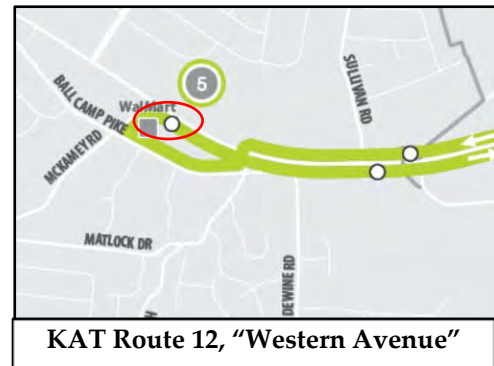 5
WalMart
BALL CAMP PIKE
MCKAMEY RD
SULLIVAN RD
MATLOCK DR
DEWINE RD
H
KAT Route 12, “Western Avenue”